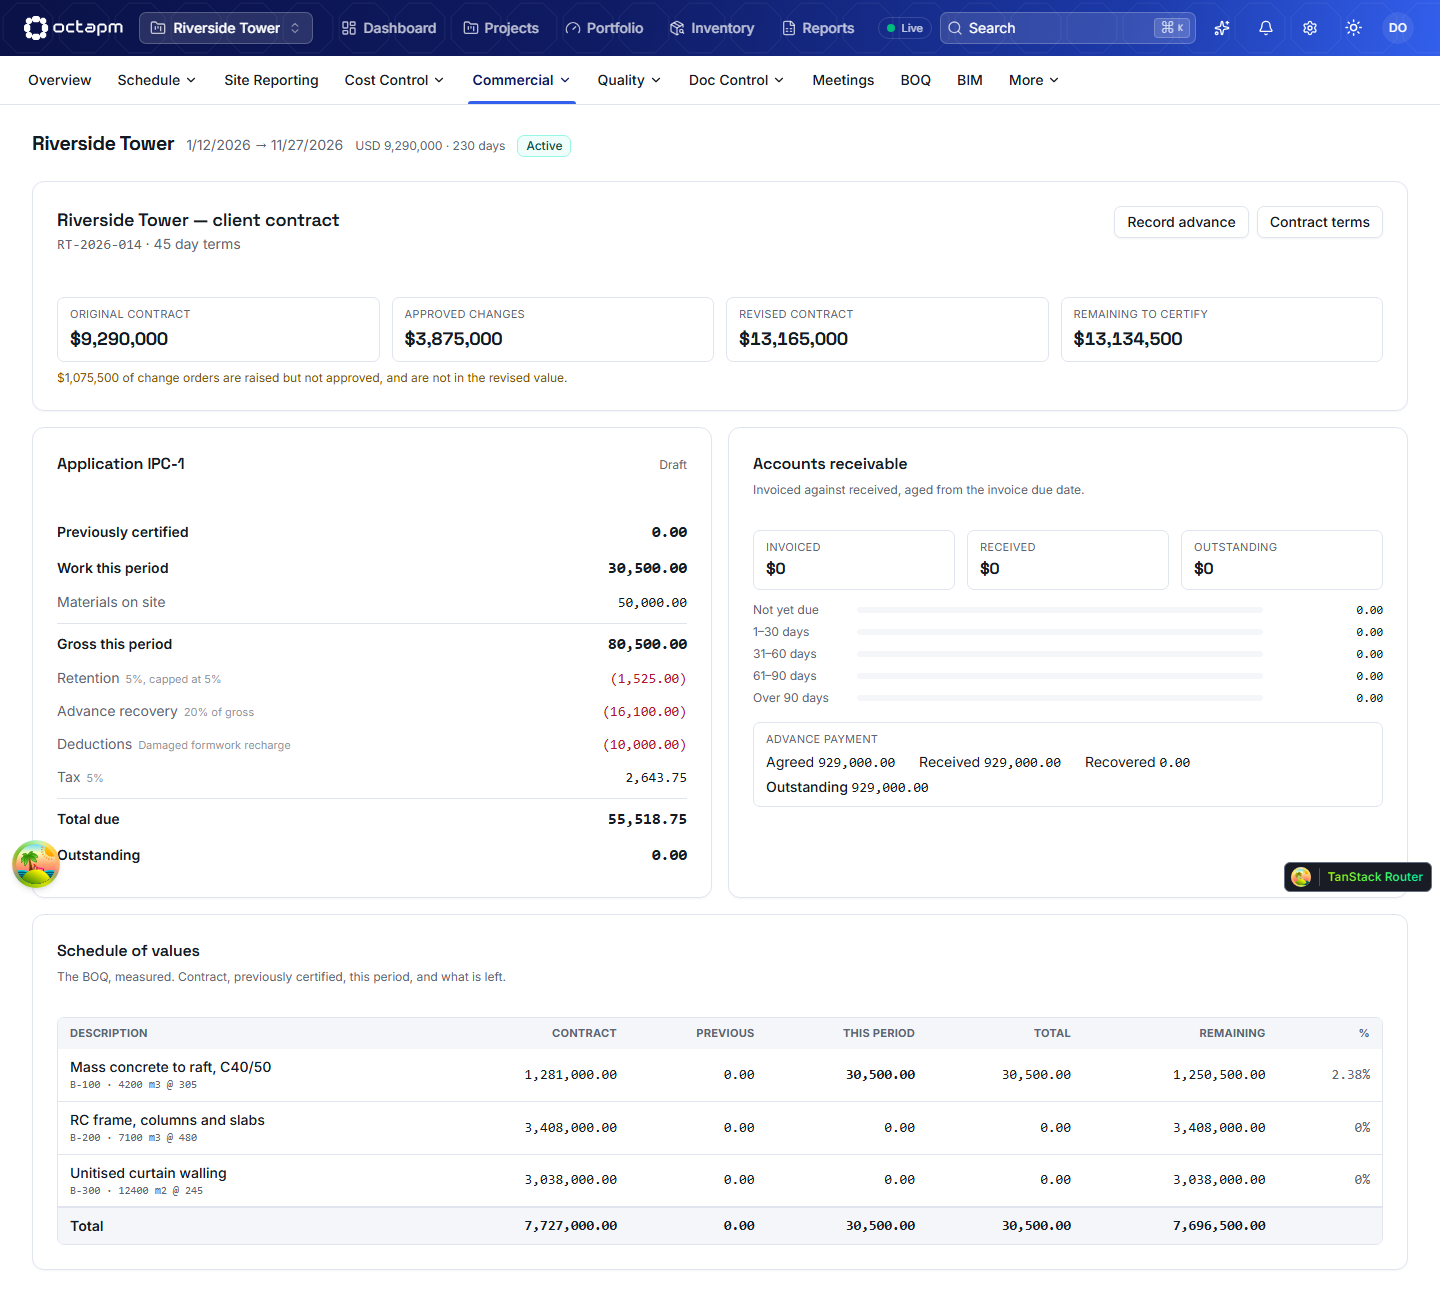 octapm Riverside Tower Dashboard Projects Portfolio Inventory Reports Live Search ⌘ K DO
Overview Schedule Site Reporting Cost Control Commercial Quality Doc Control Meetings BOQ BIM More
Riverside Tower 1/12/2026 → 11/27/2026 USD 9,290,000 · 230 days Active
Riverside Tower — client contract
RT-2026-014 · 45 day terms
Record advance Contract terms
ORIGINAL CONTRACT
$9,290,000
APPROVED CHANGES
$3,875,000
REVISED CONTRACT
$13,165,000
REMAINING TO CERTIFY
$13,134,500
$1,075,500 of change orders are raised but not approved, and are not in the revised value.
Application IPC-1 Draft
Previously certified 0.00
Work this period 30,500.00
Materials on site 50,000.00
Gross this period 80,500.00
Retention 5%, capped at 5% (1,525.00)
Advance recovery 20% of gross (16,100.00)
Deductions Damaged formwork recharge (10,000.00)
Tax 5% 2,643.75
Total due 55,518.75
Outstanding 0.00
Accounts receivable
Invoiced against received, aged from the invoice due date.
INVOICED
$0
RECEIVED
$0
OUTSTANDING
$0
Not yet due 0.00
1–30 days 0.00
31–60 days 0.00
61–90 days 0.00
Over 90 days 0.00
ADVANCE PAYMENT
Agreed 929,000.00 Received 929,000.00 Recovered 0.00
Outstanding 929,000.00
TanStack Router
Schedule of values
The BOQ, measured. Contract, previously certified, this period, and what is left.
DESCRIPTION CONTRACT PREVIOUS THIS PERIOD TOTAL REMAINING %
Mass concrete to raft, C40/50
B-100 · 4200 m3 @ 305
1,281,000.00 0.00 30,500.00 30,500.00 1,250,500.00 2.38%
RC frame, columns and slabs
B-200 · 7100 m3 @ 480
3,408,000.00 0.00 0.00 0.00 3,408,000.00 0%
Unitised curtain walling
B-300 · 12400 m2 @ 245
3,038,000.00 0.00 0.00 0.00 3,038,000.00 0%
Total 7,727,000.00 0.00 30,500.00 30,500.00 7,696,500.00